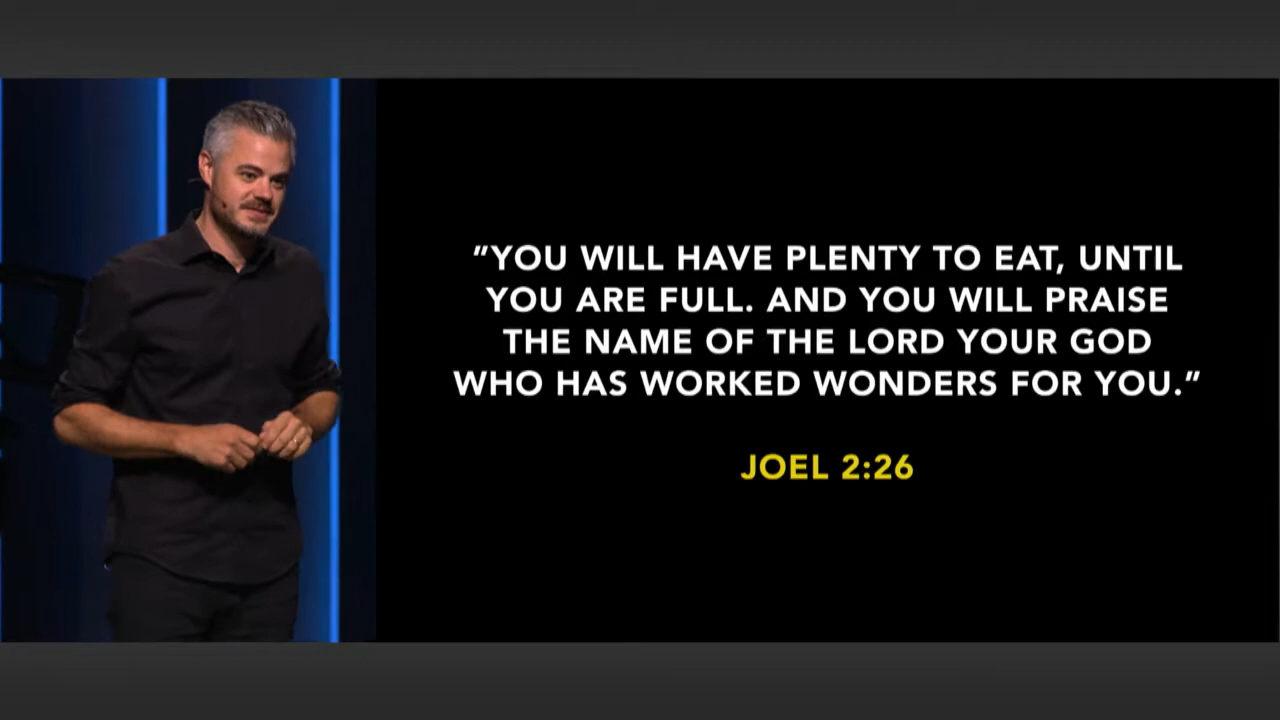 "YOU WILL HAVE PLENTY TO EAT, UNTIL
YOU ARE FULL. AND YOU WILL PRAISE
THE NAME OF THE LORD YOUR GOD
WHO HAS WORKED WONDERS FOR YOU."
JOEL 2:26